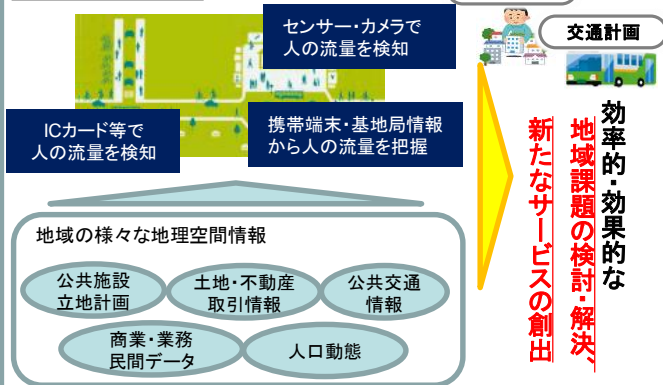 センサー・カメラで
人の流量を検知
交通計画
ICカード等で
人の流量を検知
携帯端末・基地局情報
から人の流量を把握
地域の様々な地理空間情報
公共施設
立地計画
土地・不動産
取引情報
公共交通
情報
商業・業務
民間データ
人口動態
効率的・効果的な
地域課題の検討・解決、
新たなサービスの創出